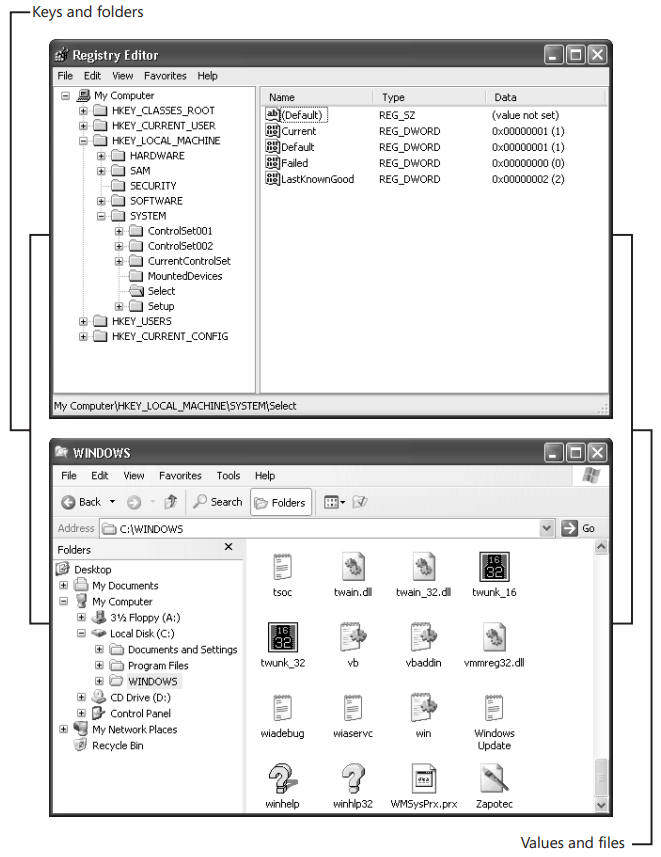 Keys and folders
Registry Editor
File Edit View Favorites Help
My Computer
HKEY_CLASSES_ROOT
HKEY_CURRENT_USER
HKEY_LOCAL_MACHINE
HARDWARE
SAM
SECURITY
SOFTWARE
SYSTEM
ControlSet001
ControlSet002
CurrentControlSet
MountedDevices
Select
Setup
HKEY_USERS
HKEY_CURRENT_CONFIG
Name Type Data
(Default) REG_SZ (value not set)
Current REG_DWORD 0x00000001 (1)
Default REG_DWORD 0x00000001 (1)
Failed REG_DWORD 0x00000000 (0)
LastKnownGood REG_DWORD 0x00000002 (2)
My Computer\HKEY_LOCAL_MACHINE\SYSTEM\Select
WINDOWS
File Edit View Favorites Tools Help
Back Search Folders
Address C:\WINDOWS Go
Folders
Desktop
My Documents
My Computer
3½ Floppy (A:)
Local Disk (C:)
Documents and Settings
Program Files
WINDOWS
CD Drive (D:)
Control Panel
My Network Places
Recycle Bin
tsoc twain.dll twain_32.dll twunk_16
twunk_32 vb vbaddin vmmreg32.dll
wiadebug wiaservc win Windows
Update
winhelp winhlp32 WMSysPrx.prx Zapotec
Values and files